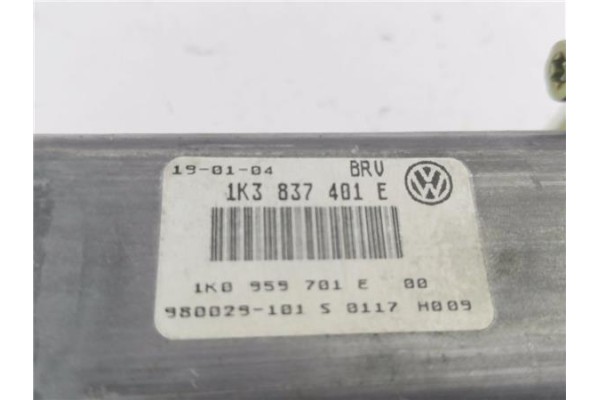 19-01-04 BRV
1K3 837 401 E
1K0 959 701 E 00
980029-101 S 0117 H009